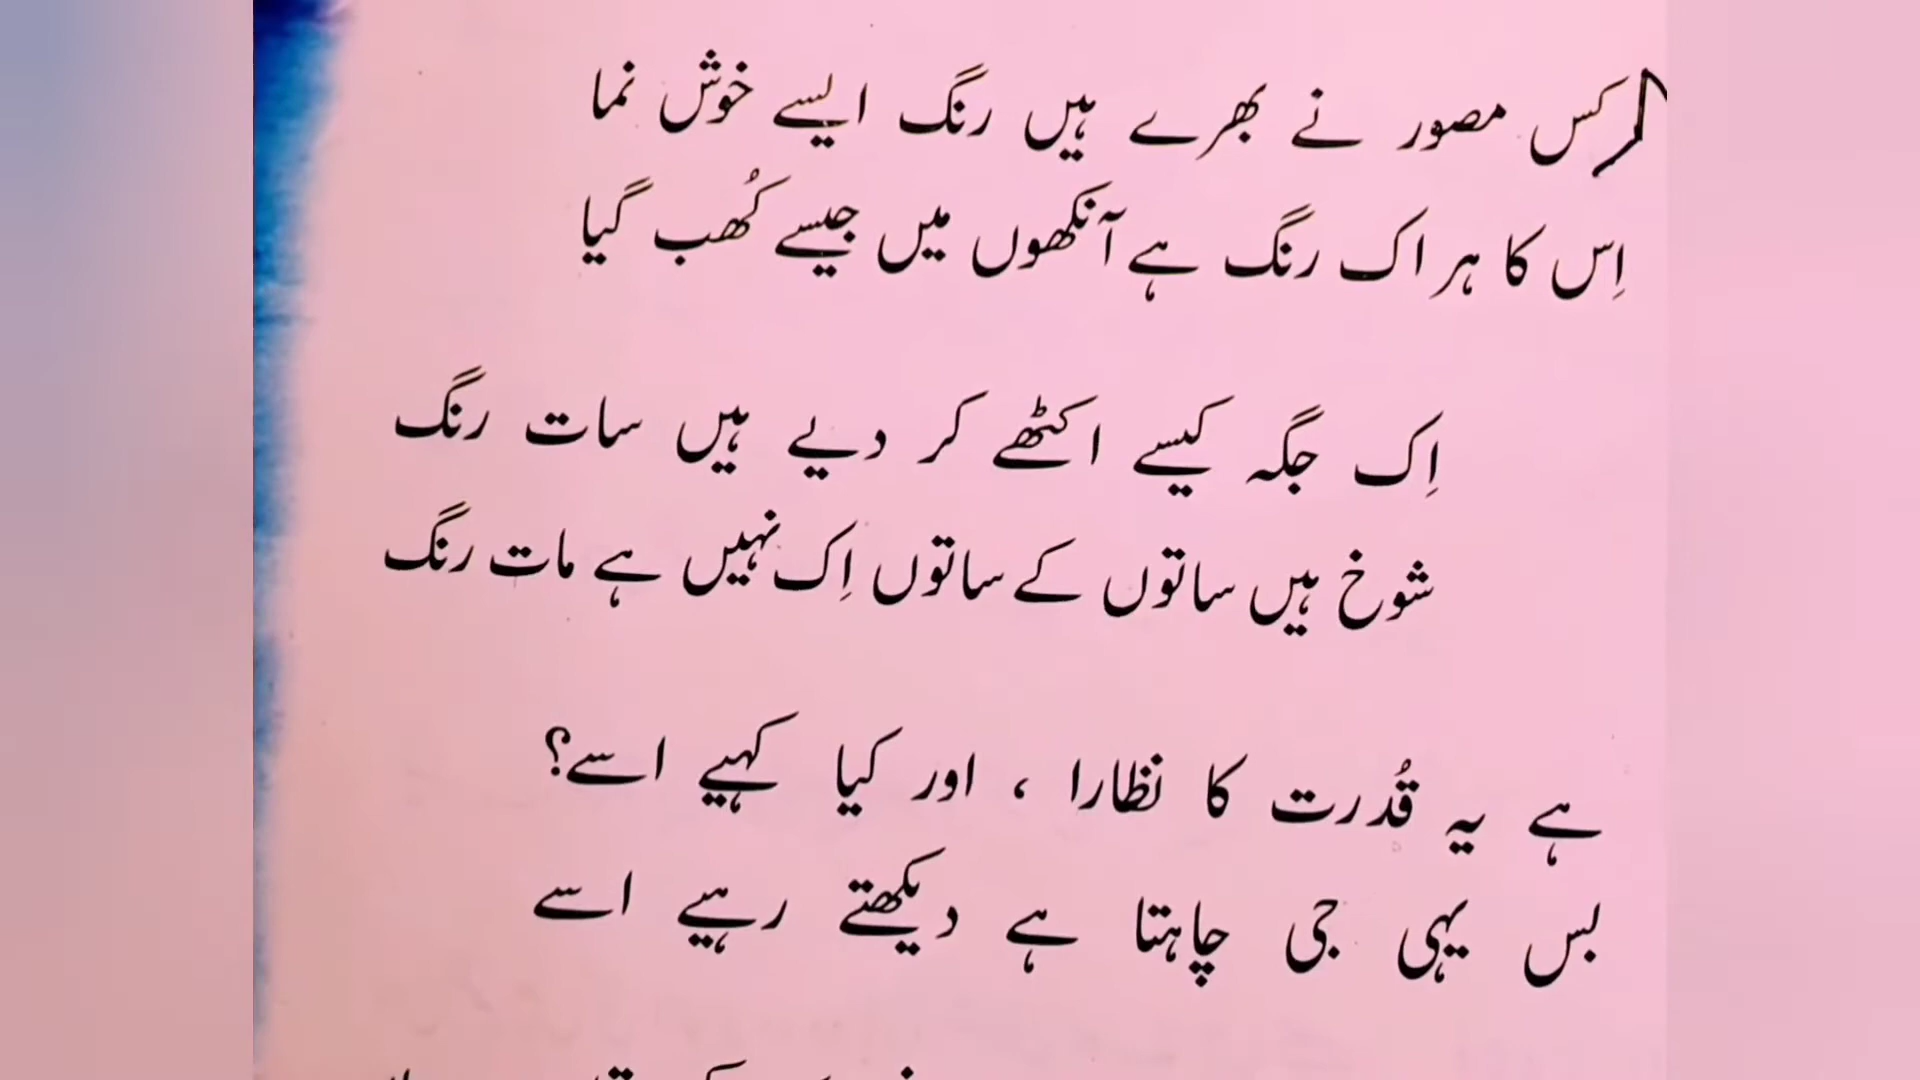 کس مصور نے بھرے ہیں رنگ ایسے خوش نما
اِس کا ہر اک رنگ ہے آنکھوں میں جیسے کُھب گیا
اِک جگہ کیسے اکٹھے کر دیے ہیں سات رنگ
شوخ ہیں ساتوں کے ساتوں اِک نہیں ہے مات رنگ
ہے یہ قُدرت کا نظارا ، اور کیا کہیے اسے؟
بس یہی جی چاہتا ہے دیکھتے رہیے اسے